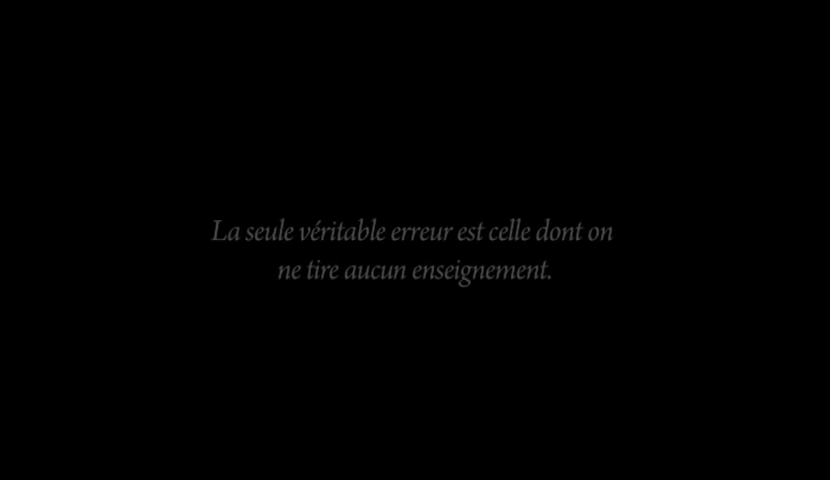 La seule véritable erreur est celle dont on
ne tire aucun enseignement.